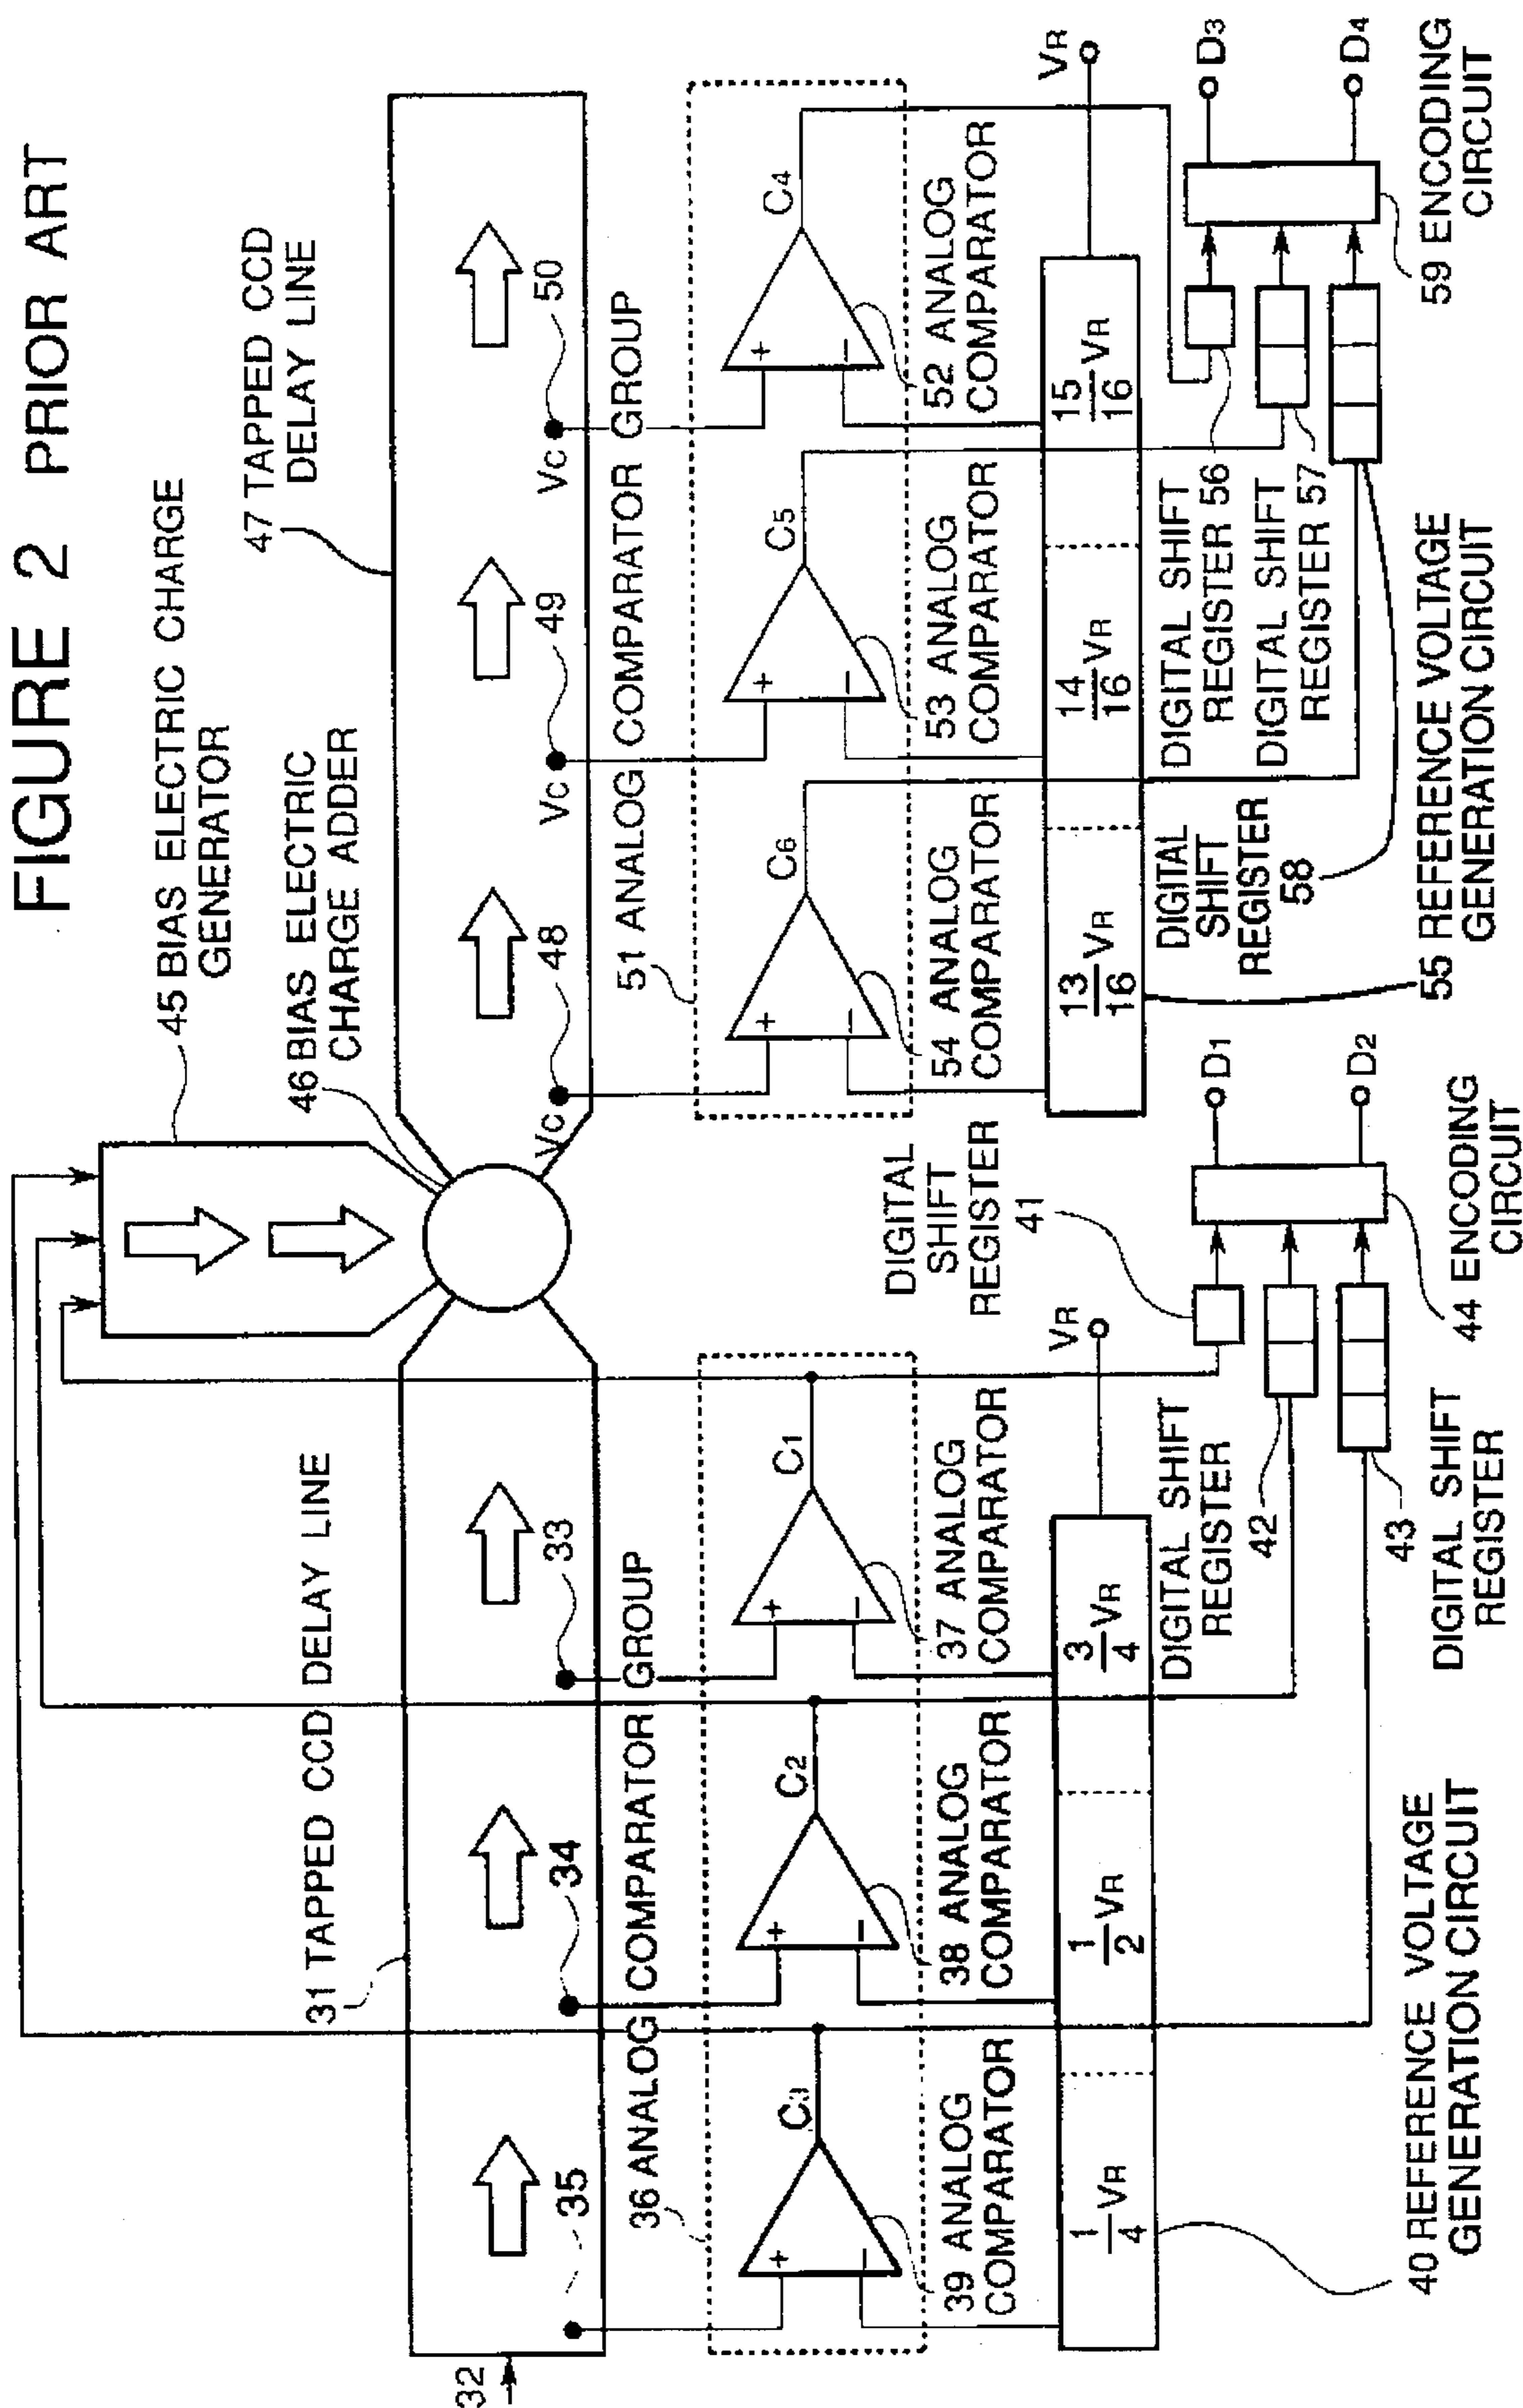 FIGURE 2 PRIOR ART
45 BIAS ELECTRIC CHARGE
GENERATOR
46 BIAS ELECTRIC
CHARGE ADDER
47 TAPPED CCD
DELAY LINE
31 TAPPED CCD DELAY LINE
32
35
34
33
Vc
48
Vc
49
Vc
50
36 ANALOG COMPARATOR GROUP
51 ANALOG COMPARATOR GROUP
C3
C2
C1
C6
C5
C4
+
−
+
−
+
−
+
−
+
−
+
−
39 ANALOG
COMPARATOR
38 ANALOG
COMPARATOR
37 ANALOG
COMPARATOR
54 ANALOG
COMPARATOR
53 ANALOG
COMPARATOR
52 ANALOG
COMPARATOR
1/4 VR
1/2 VR
3/4 VR
VR
13/16 VR
14/16 VR
15/16 VR
VR
DIGITAL
SHIFT
REGISTER
41
DIGITAL SHIFT
REGISTER
42
43
DIGITAL SHIFT
REGISTER
D1
D2
44 ENCODING
CIRCUIT
40 REFERENCE VOLTAGE
GENERATION CIRCUIT
DIGITAL
SHIFT
REGISTER
58
DIGITAL SHIFT
REGISTER 56
DIGITAL SHIFT
REGISTER 57
D3
D4
59 ENCODING
CIRCUIT
55 REFERENCE VOLTAGE
GENERATION CIRCUIT